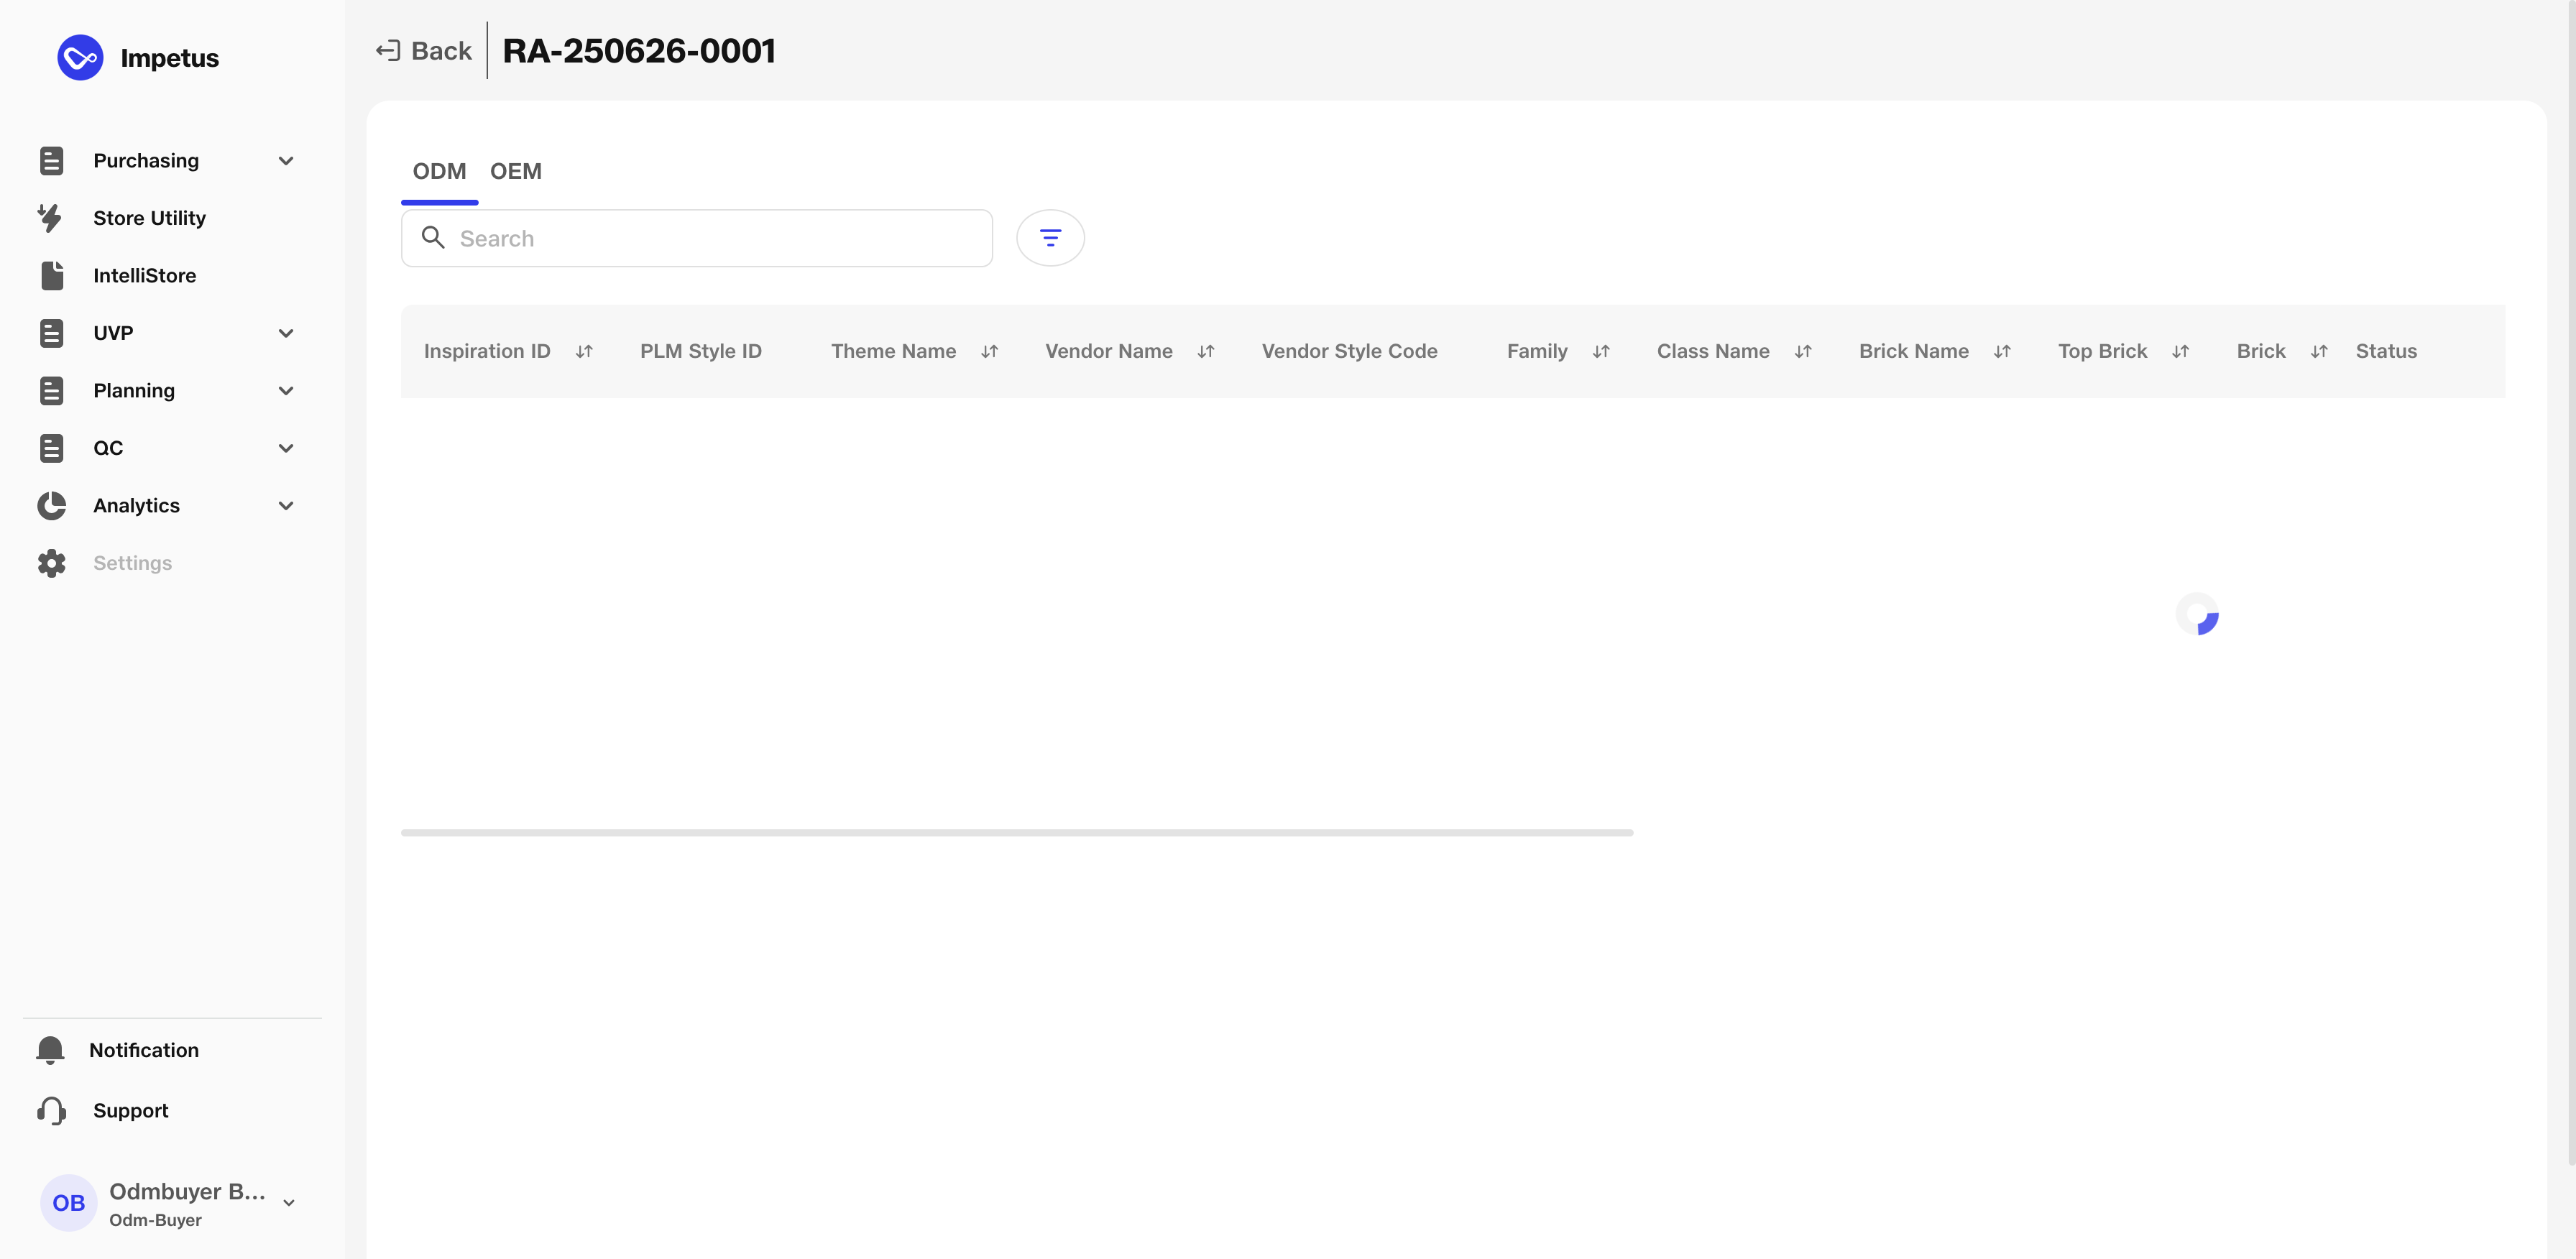 Impetus
Purchasing
Store Utility
IntelliStore
UVP
Planning
QC
Analytics
Settings
Notification
Support
OB
Odmbuyer B...
Odm-Buyer
Back
RA-250626-0001
ODM OEM
Search
Inspiration ID PLM Style ID Theme Name Vendor Name Vendor Style Code Family Class Name Brick Name Top Brick Brick Status